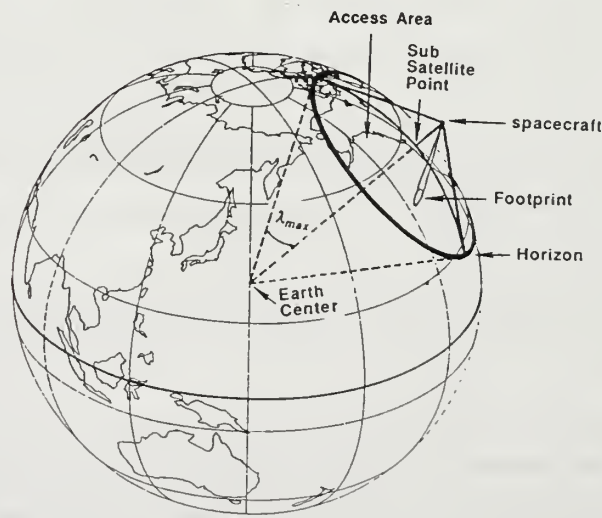 Access Area
Sub
Satellite
Point
spacecraft
Footprint
λmax
Horizon
Earth
Center